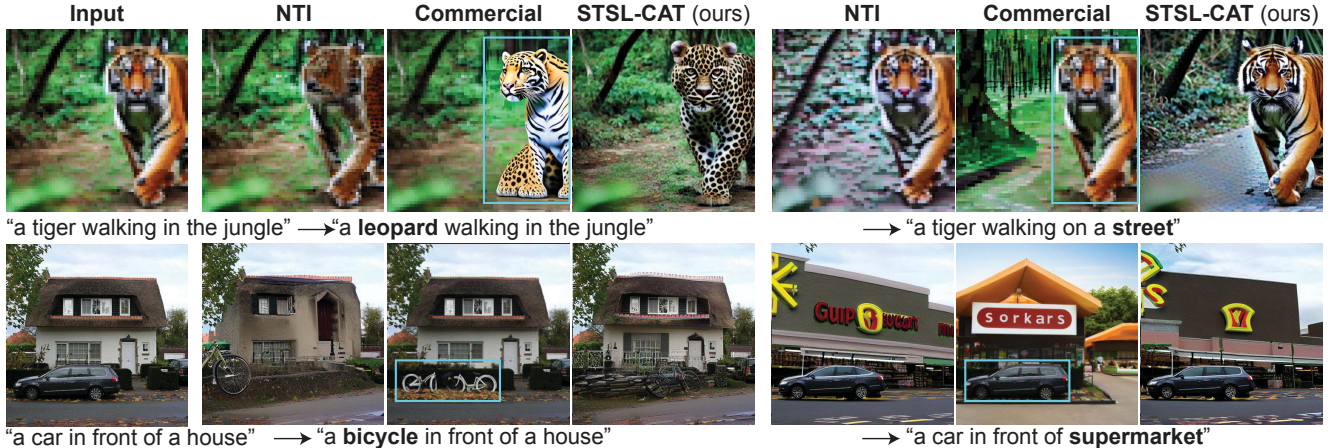 Input NTI Commercial STSL-CAT (ours) NTI Commercial STSL-CAT (ours)
“a tiger walking in the jungle” → “a leopard walking in the jungle” → “a tiger walking on a street”
sorkars
“a car in front of a house” → “a bicycle in front of a house” → “a car in front of supermarket”